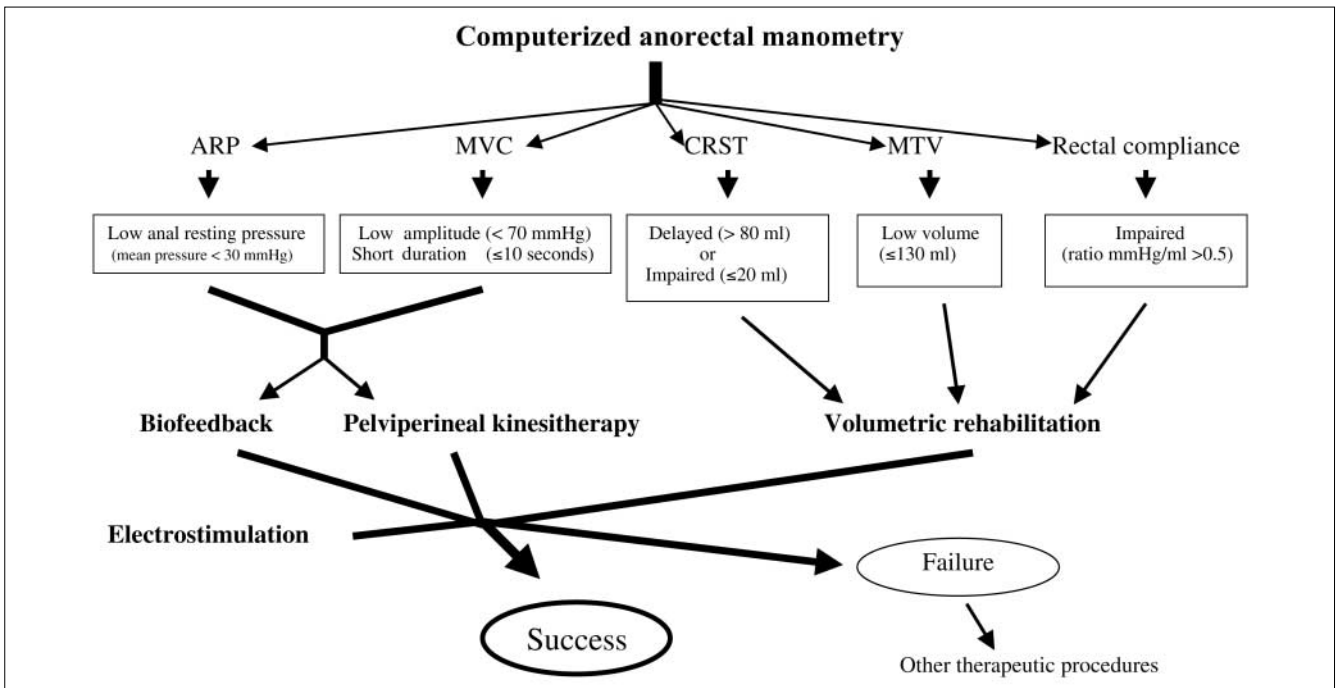 Computerized anorectal manometry
ARP
MVC
CRST
MTV
Rectal compliance
Low anal resting pressure
(mean pressure < 30 mmHg)
Low amplitude (< 70 mmHg)
Short duration (≤10 seconds)
Delayed (> 80 ml)
or
Impaired (≤20 ml)
Low volume
(≤130 ml)
Impaired
(ratio mmHg/ml >0.5)
Biofeedback
Pelviperineal kinesitherapy
Volumetric rehabilitation
Electrostimulation
Failure
Success
Other therapeutic procedures